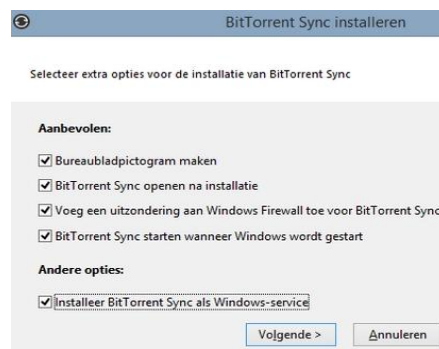 BitTorrent Sync installeren
Selecteer extra opties voor de installatie van BitTorrent Sync
Aanbevolen:
Bureaubladpictogram maken
BitTorrent Sync openen na installatie
Voeg een uitzondering aan Windows Firewall toe voor BitTorrent Sync
BitTorrent Sync starten wanneer Windows wordt gestart
Andere opties:
Installeer BitTorrent Sync als Windows-service
Volgende >
Annuleren